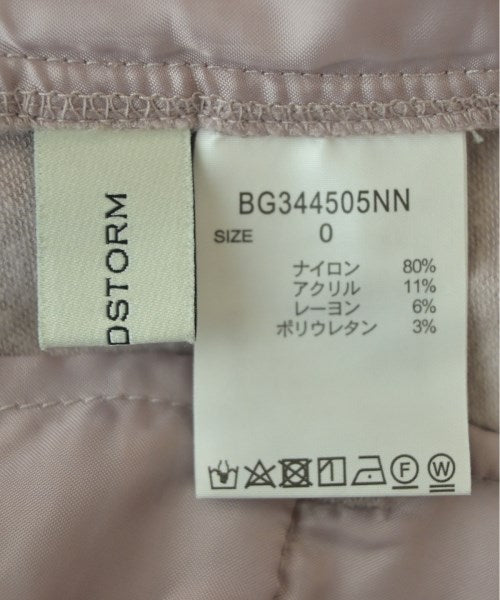 DSTORM
BG344505NN
SIZE 0
ナイロン 80%
アクリル 11%
レーヨン 6%
ポリウレタン 3%
F W